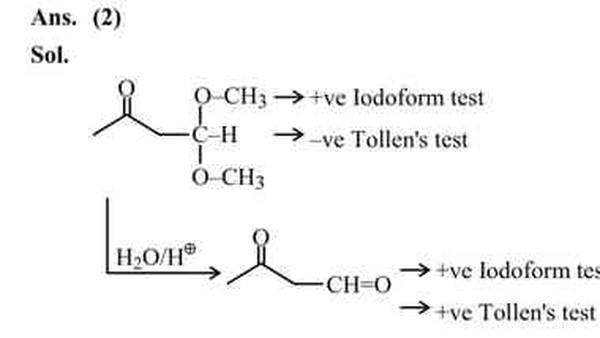 Ans. (2)
Sol.
O
O–CH₃ → +ve Iodoform test
C–H → –ve Tollen's test
O–CH₃
H₂O/H⊕
O
CH=O → +ve Iodoform tes
→ +ve Tollen's test